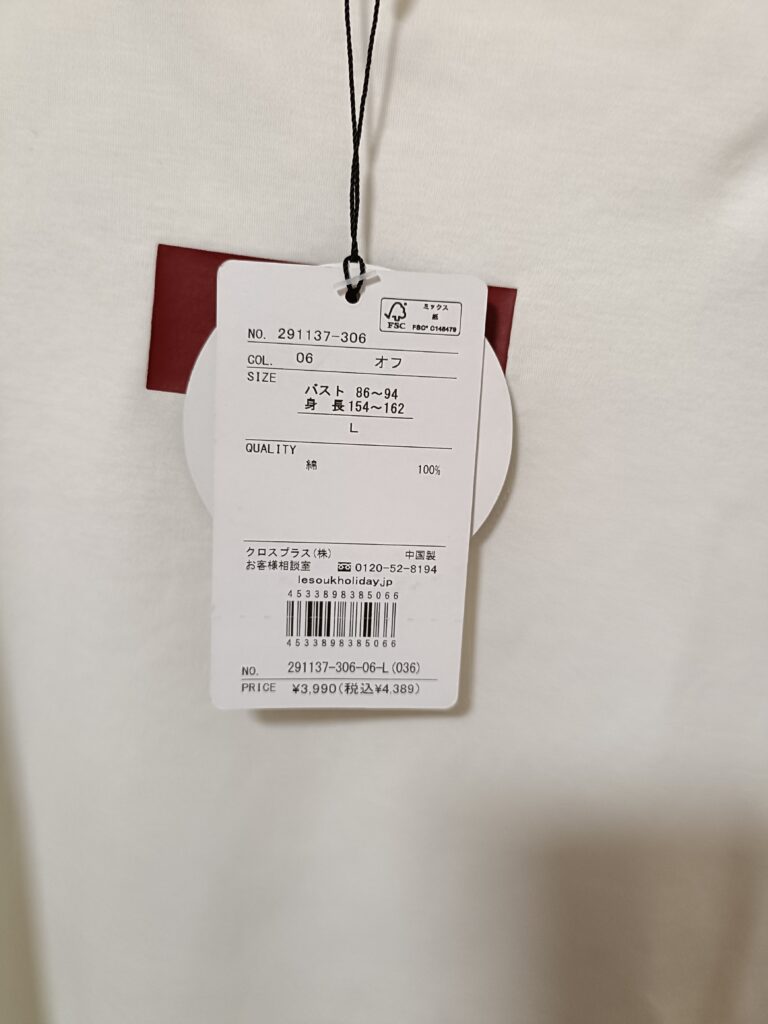 ミックス
紙
FSC
FSC® C148479
NO. 291137-306
COL. 06 オフ
SIZE
バスト 86～94
身 長 154～162
L
QUALITY
綿 100%
クロスプラス(株) 中国製
お客様相談室 0120-52-8194
lesoukholiday.jp
4533898385066
4533898385066
NO. 291137-306-06-L(036)
PRICE ¥3,990(税込¥4,389)